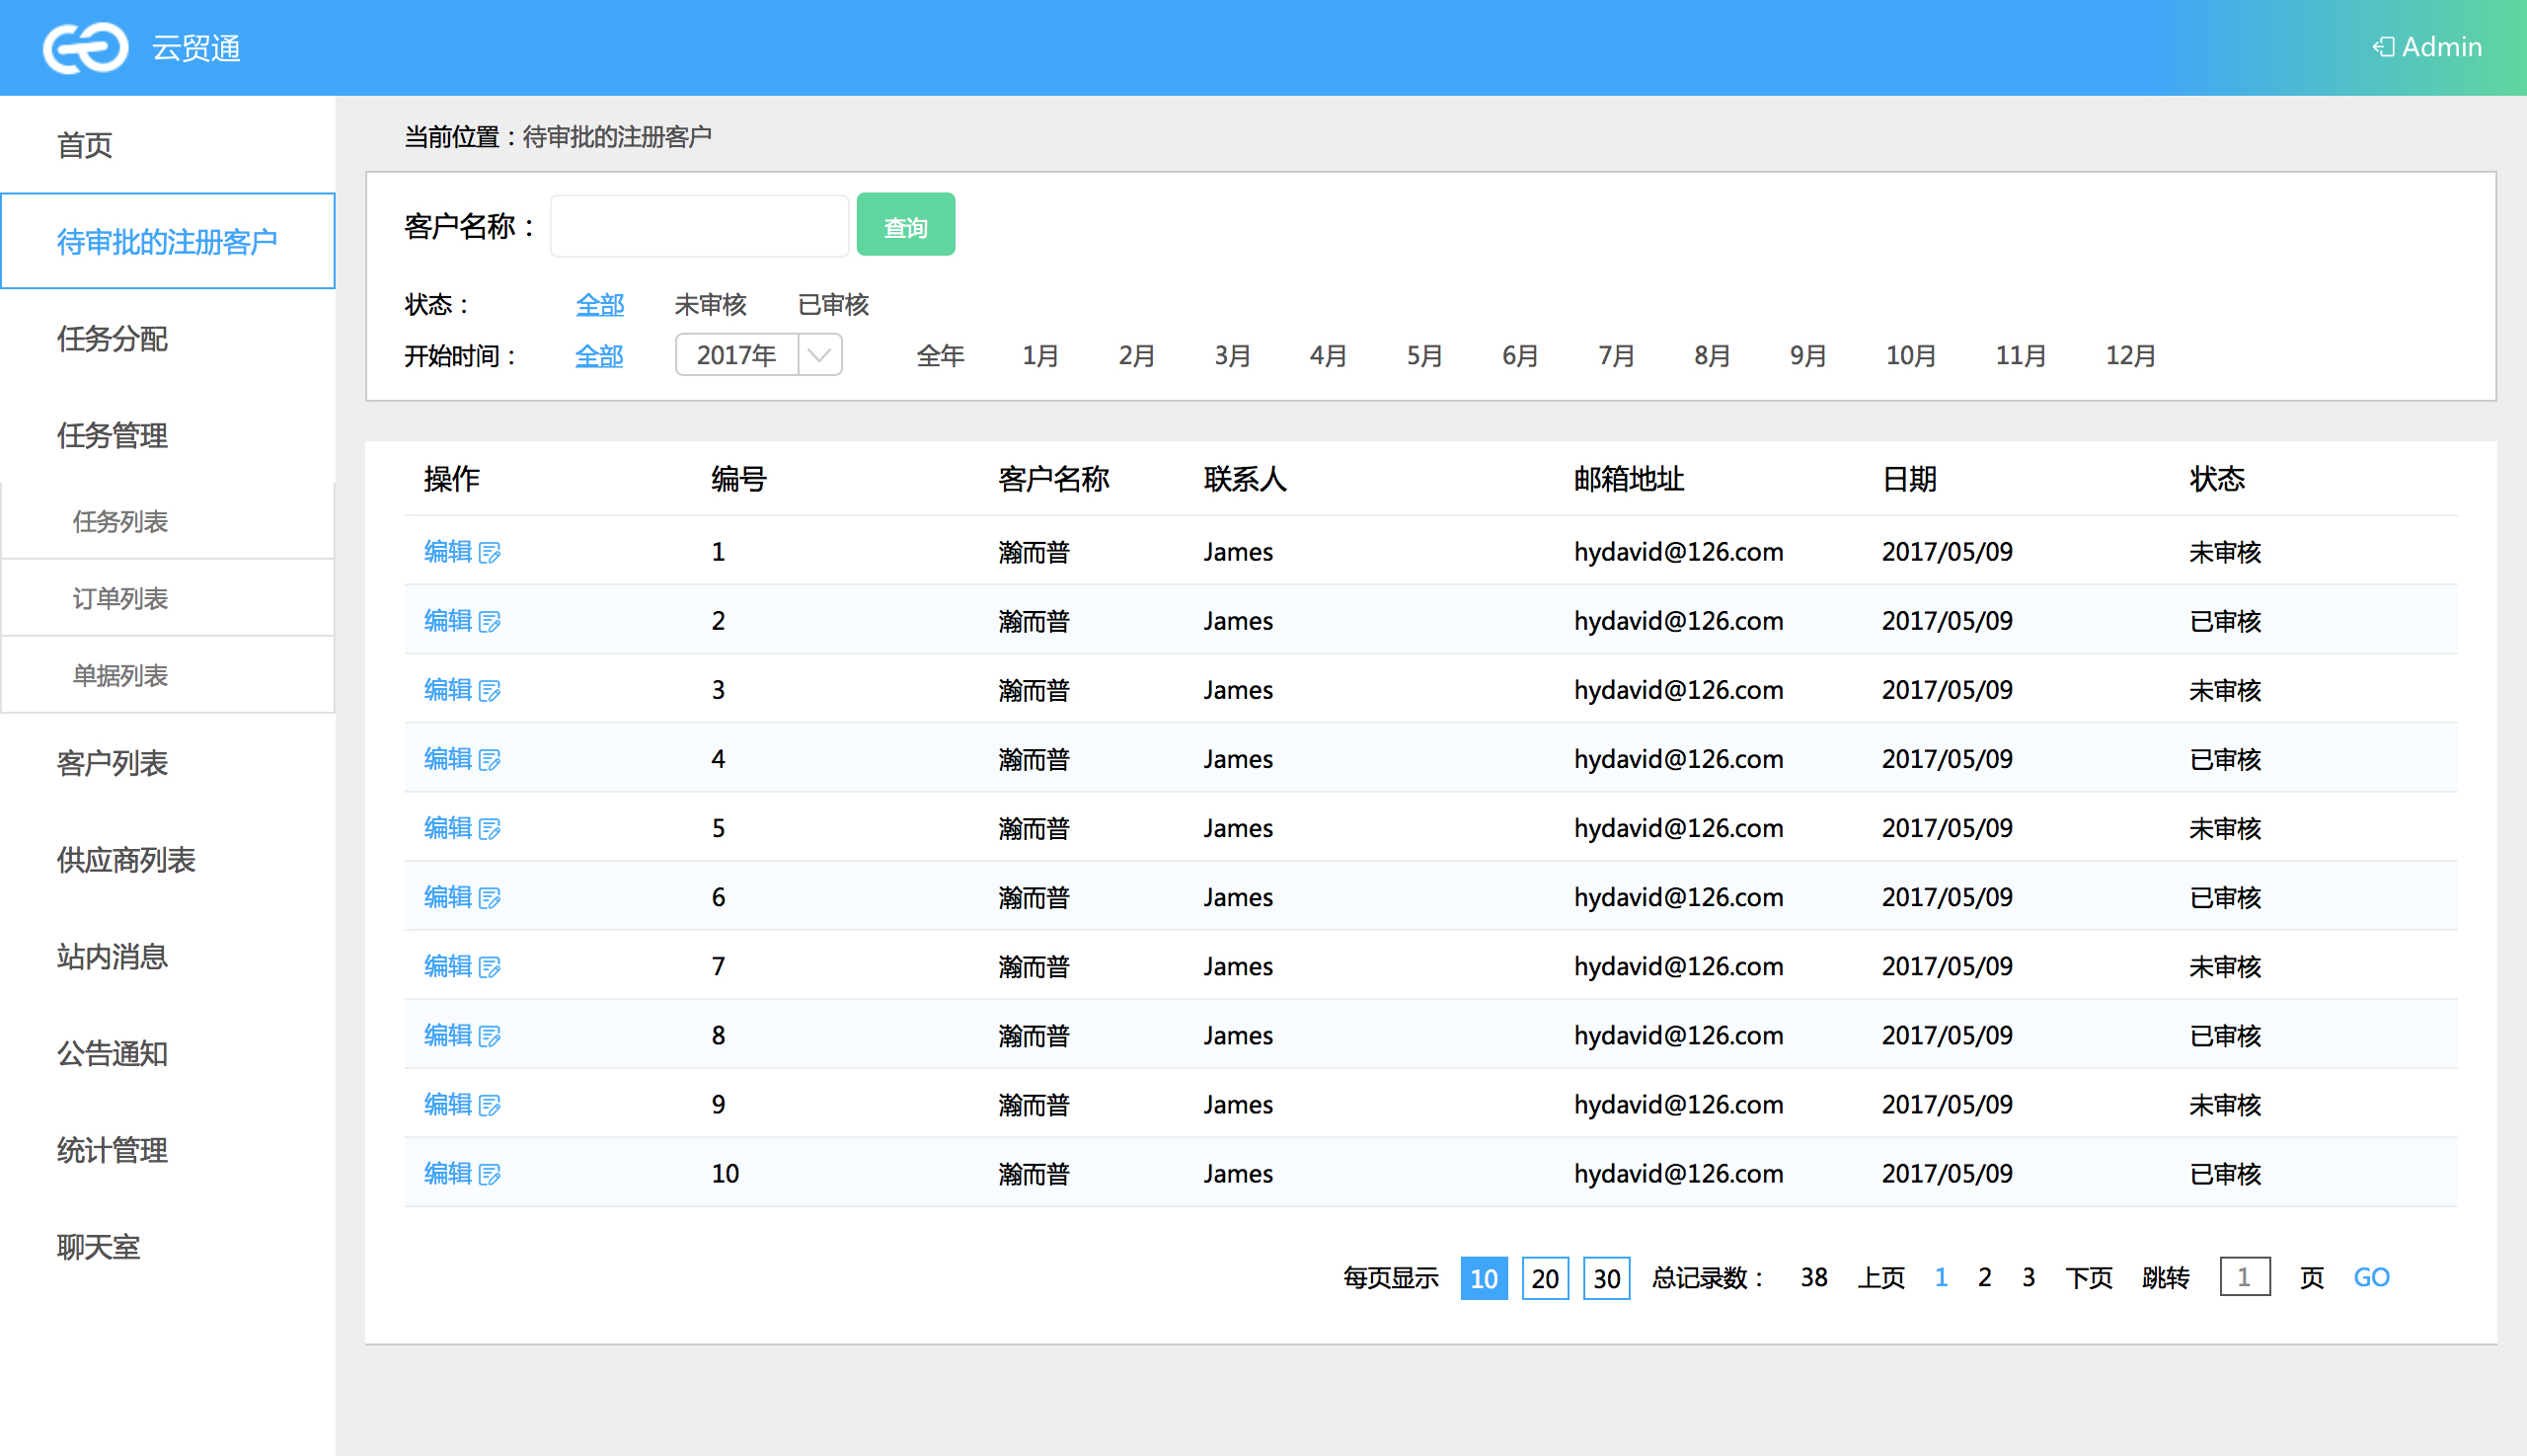 云贸通
Admin
首页
待审批的注册客户
任务分配
任务管理
任务列表
订单列表
单据列表
客户列表
供应商列表
站内消息
公告通知
统计管理
聊天室
当前位置：待审批的注册客户
客户名称： 查询
状态： 全部 未审核 已审核
开始时间： 全部 2017年 全年 1月 2月 3月 4月 5月 6月 7月 8月 9月 10月 11月 12月
操作 编号 客户名称 联系人 邮箱地址 日期 状态
编辑 1 瀚而普 James hydavid@126.com 2017/05/09 未审核
编辑 2 瀚而普 James hydavid@126.com 2017/05/09 已审核
编辑 3 瀚而普 James hydavid@126.com 2017/05/09 未审核
编辑 4 瀚而普 James hydavid@126.com 2017/05/09 已审核
编辑 5 瀚而普 James hydavid@126.com 2017/05/09 未审核
编辑 6 瀚而普 James hydavid@126.com 2017/05/09 已审核
编辑 7 瀚而普 James hydavid@126.com 2017/05/09 未审核
编辑 8 瀚而普 James hydavid@126.com 2017/05/09 已审核
编辑 9 瀚而普 James hydavid@126.com 2017/05/09 未审核
编辑 10 瀚而普 James hydavid@126.com 2017/05/09 已审核
每页显示 10 20 30 总记录数： 38 上页 1 2 3 下页 跳转 1 页 GO